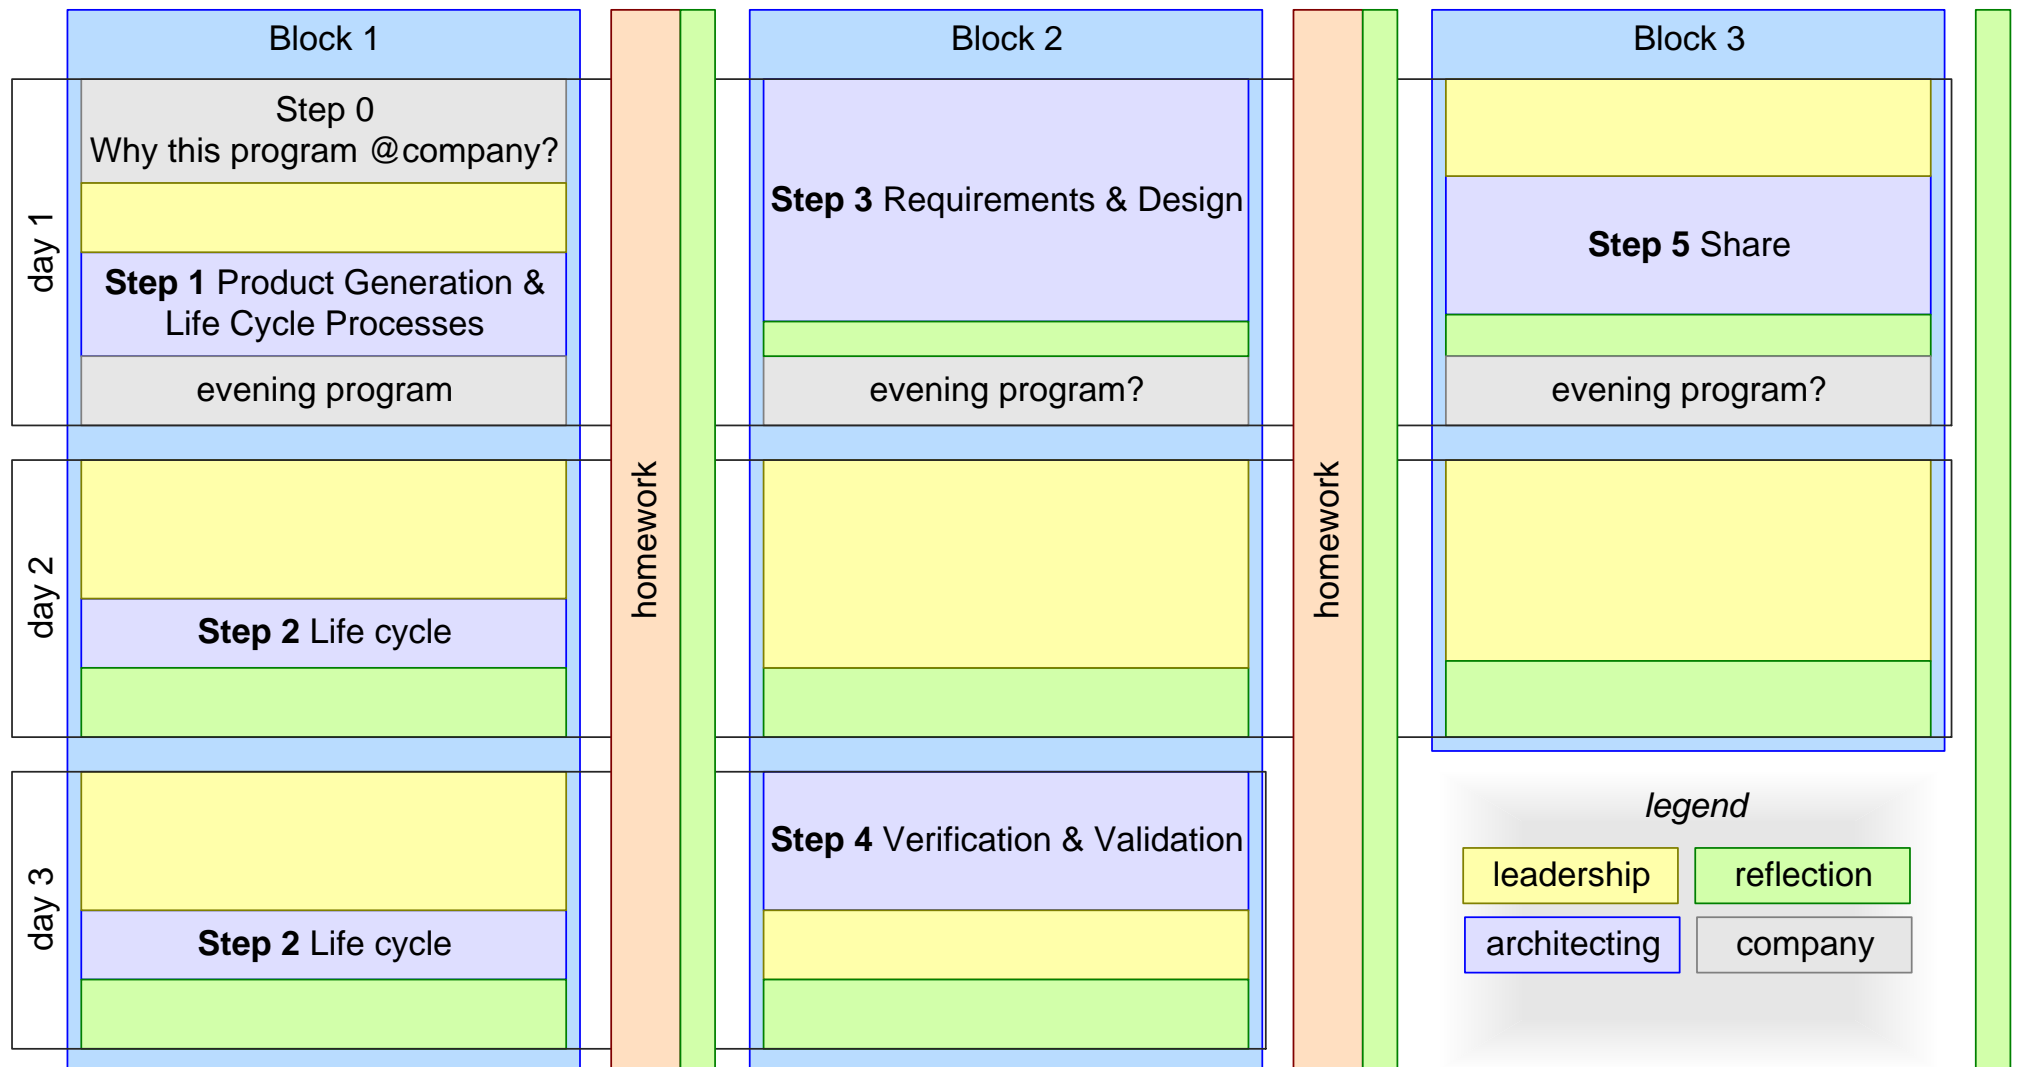 Block 1
Block 2
Block 3
day 1
Step 0
Why this program @company?
Step 1 Product Generation &
Life Cycle Processes
evening program
Step 3 Requirements & Design
evening program?
Step 5 Share
evening program?
homework
homework
day 2
Step 2 Life cycle
day 3
Step 2 Life cycle
Step 4 Verification & Validation
legend
leadership
reflection
architecting
company